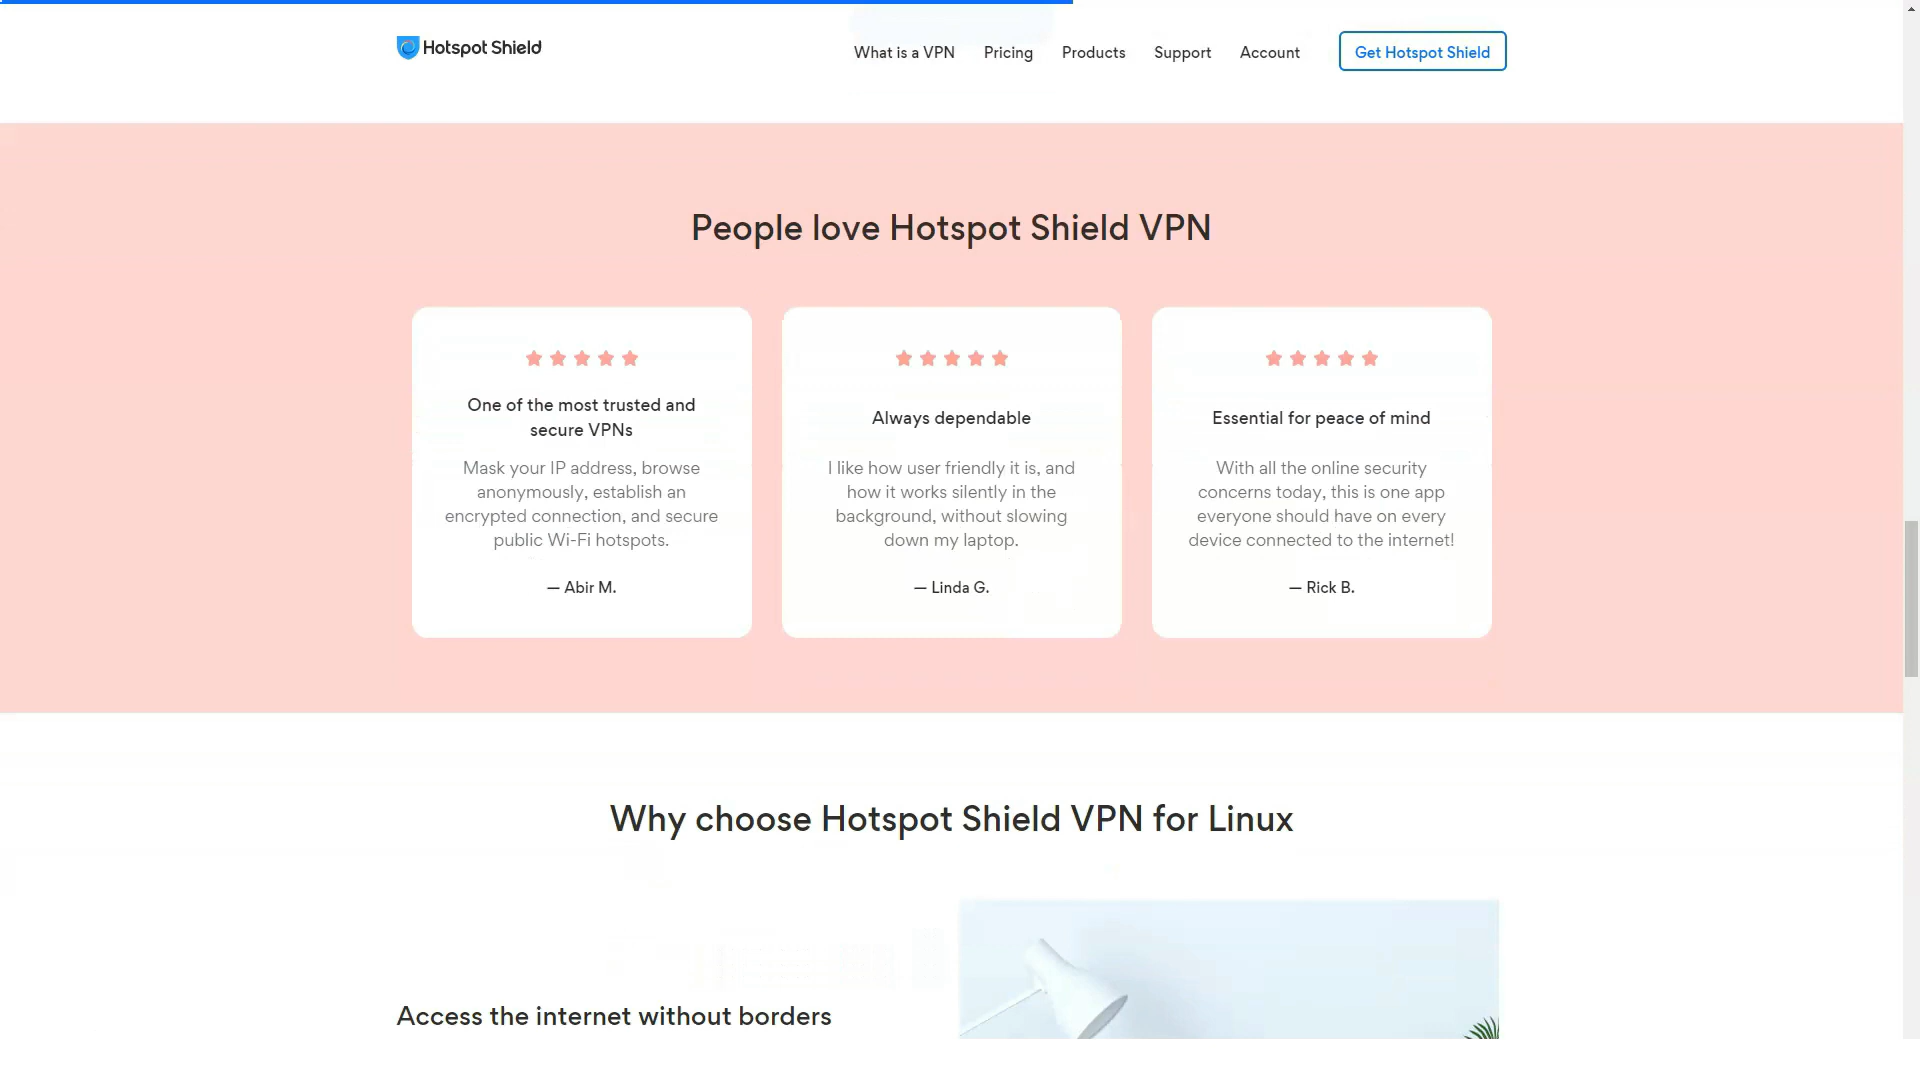 Hotspot Shield
What is a VPN
Pricing
Products
Support
Account
Get Hotspot Shield
People love Hotspot Shield VPN
One of the most trusted and
secure VPNs
Mask your IP address, browse
anonymously, establish an
encrypted connection, and secure
public Wi-Fi hotspots.
— Abir M.
Always dependable
I like how user friendly it is, and
how it works silently in the
background, without slowing
down my laptop.
— Linda G.
Essential for peace of mind
With all the online security
concerns today, this is one app
everyone should have on every
device connected to the internet!
— Rick B.
Why choose Hotspot Shield VPN for Linux
Access the internet without borders